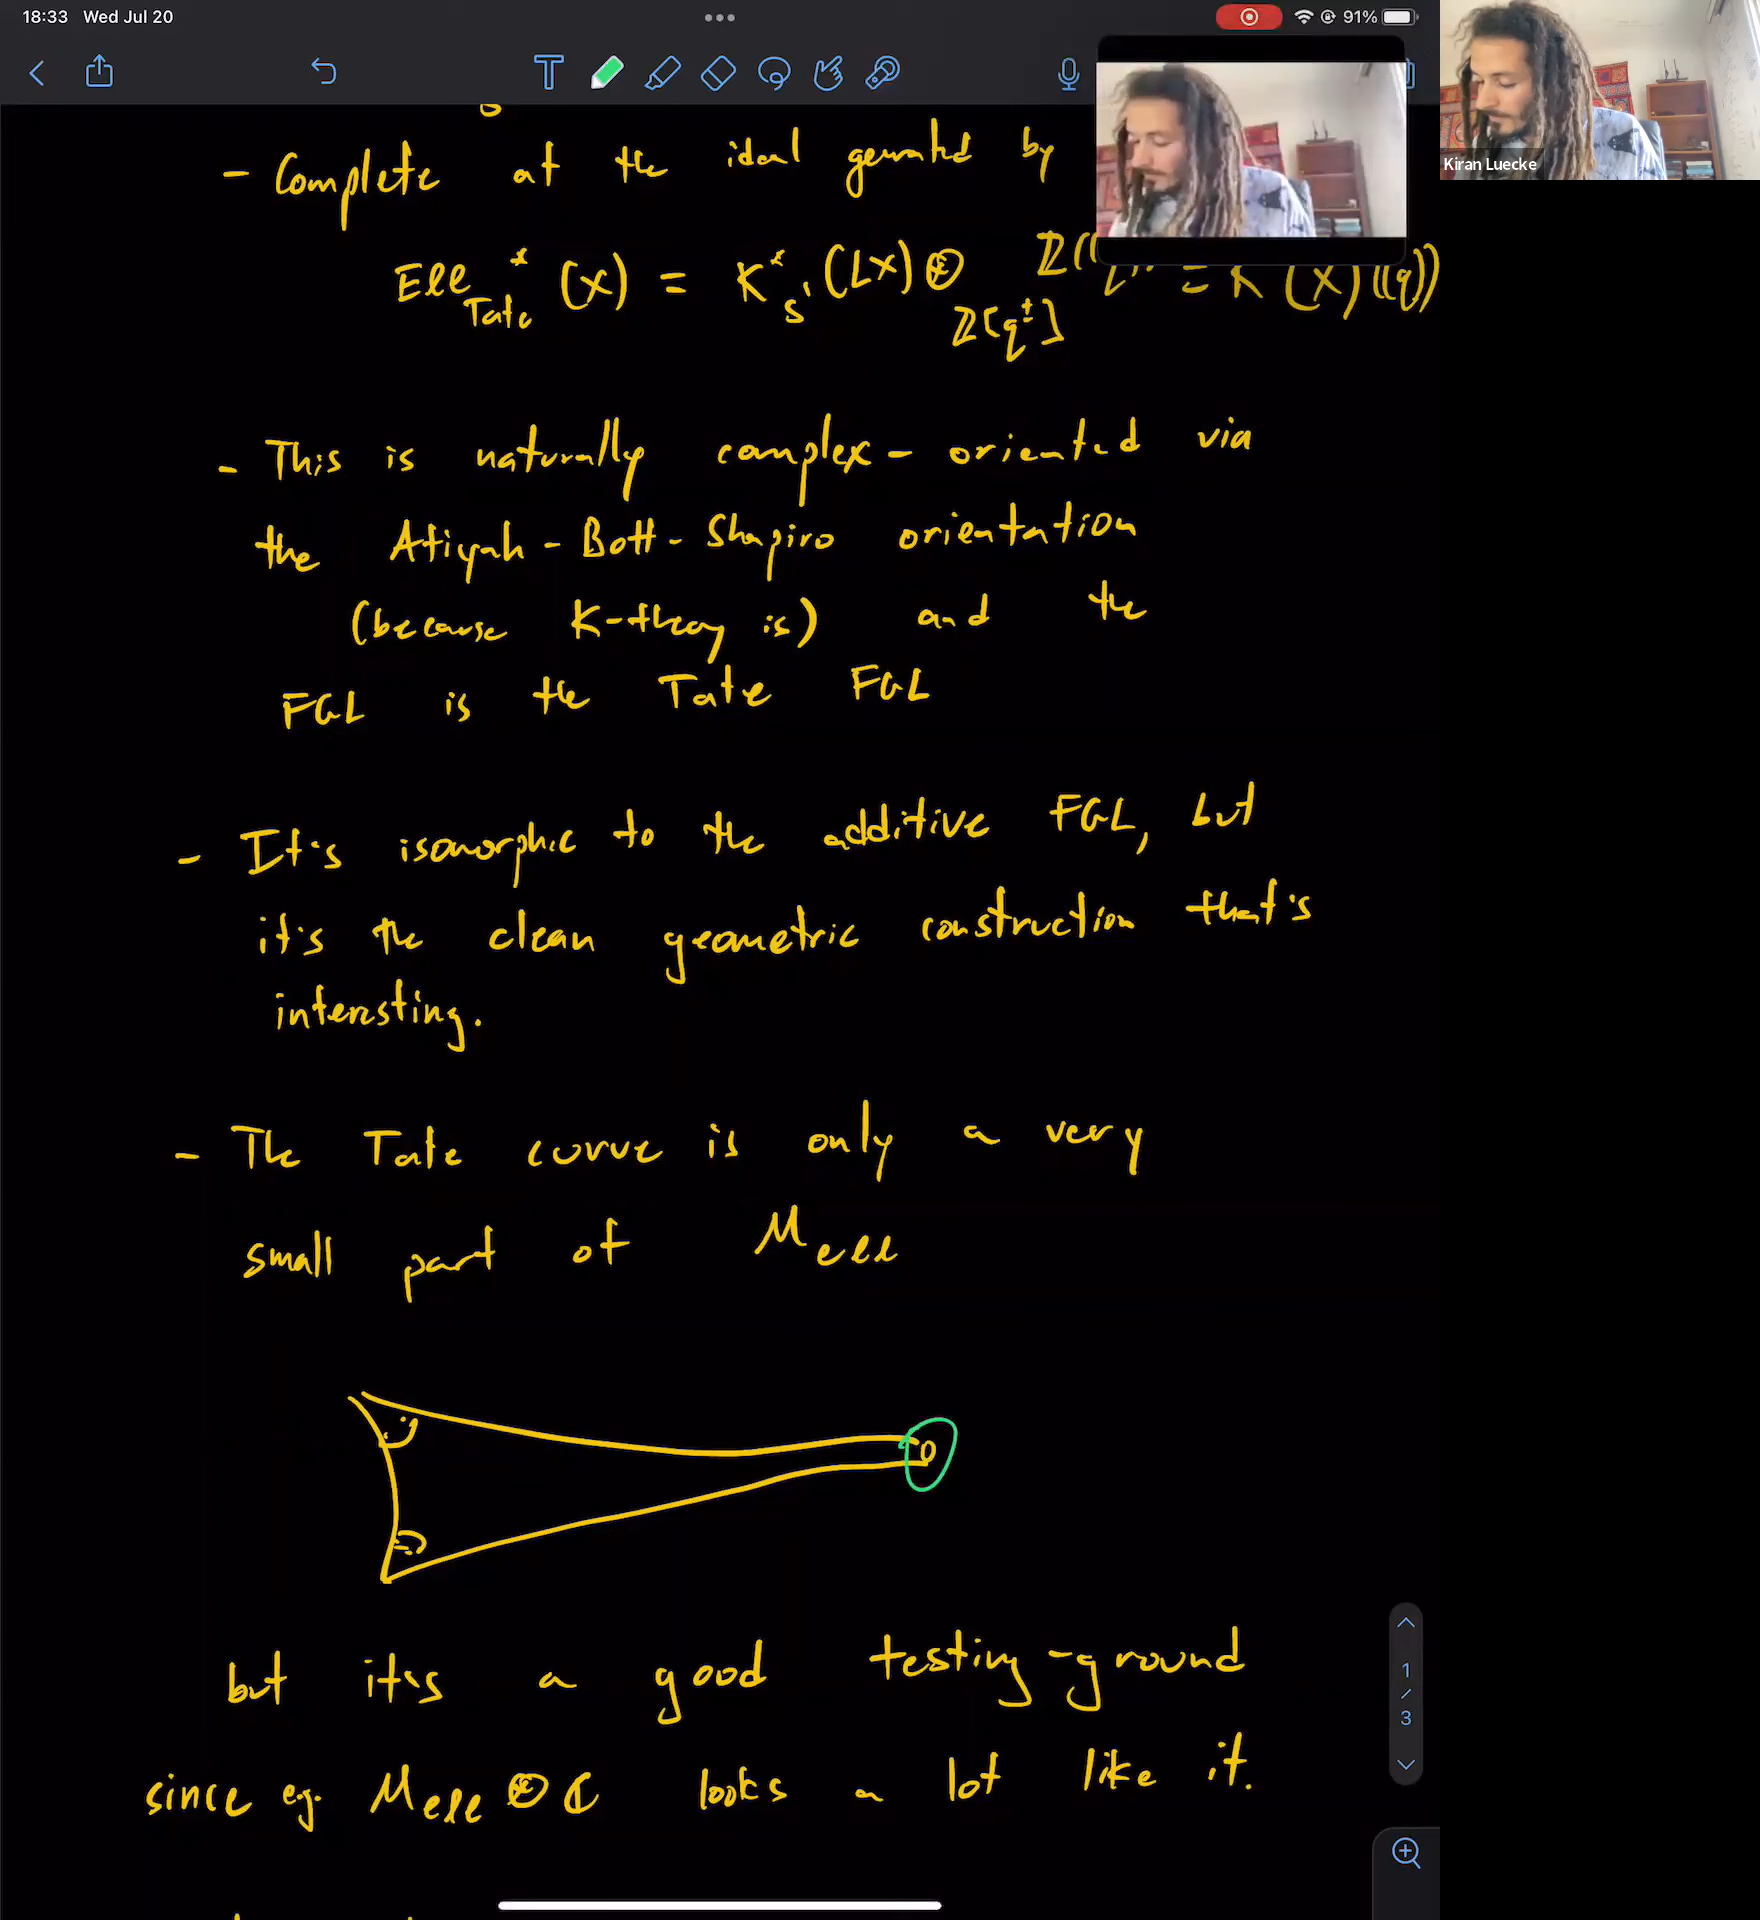 18:33 Wed Jul 20
91%
Kiran Luecke
- Complete at the ideal generated by
Ell*Tate (X) = K*S' (LX) ⊗Z[q±] Z(( = K (X) ((q))
- This is naturally complex-oriented via
the Atiyah-Bott-Shapiro orientation
(because K-theory is) and the
FGL is the Tate FGL
- It's isomorphic to the additive FGL, but
it's the clean geometric construction that's
interesting.
- The Tate curve is only a very
small part of Mell
but it's a good testing-ground
since eg. Mell ⊗ ℂ looks a lot like it.
1
/
3